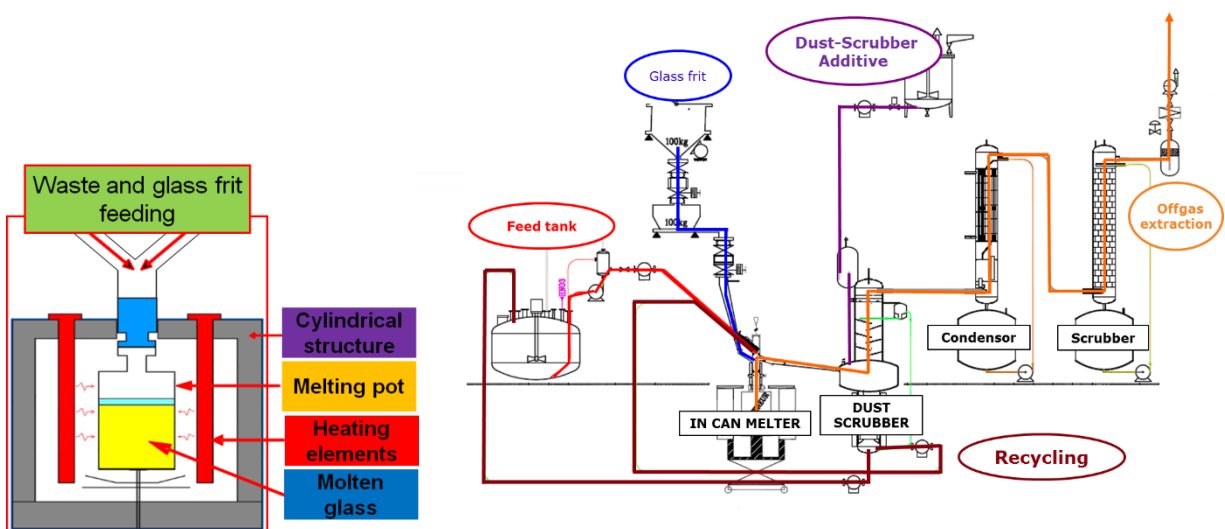 Waste and glass frit
feeding
Cylindrical
structure
Melting pot
Heating
elements
Molten
glass
Dust-Scrubber
Additive
Glass frit
100kg
100kg
Feed tank
HNO3
Offgas
extraction
Condensor
Scrubber
IN CAN MELTER
DUST
SCRUBBER
Recycling